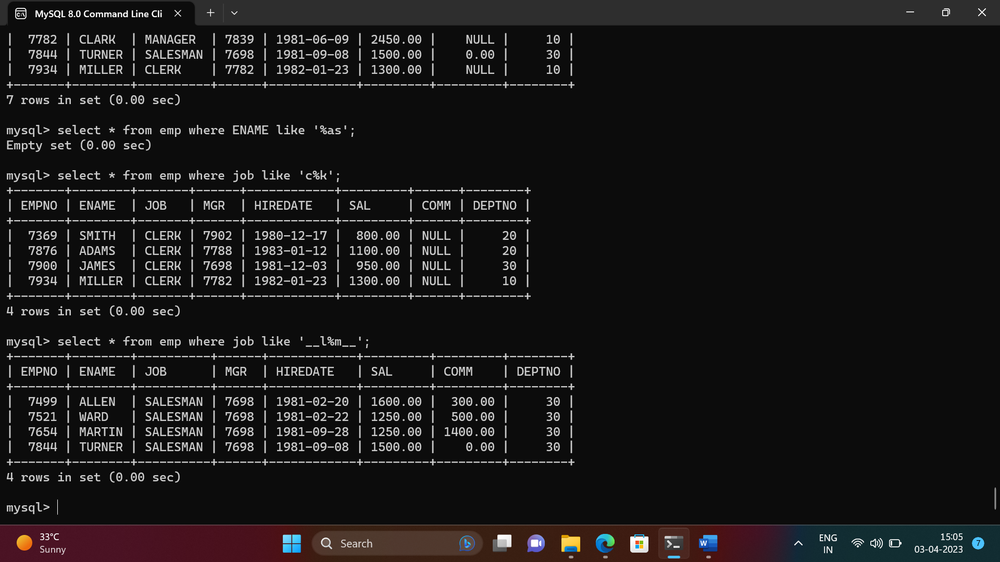 MySQL 8.0 Command Line Cli
|  7782 | CLARK  | MANAGER  | 7839 | 1981-06-09 | 2450.00 |    NULL |     10 |
|  7844 | TURNER | SALESMAN | 7698 | 1981-09-08 | 1500.00 |    0.00 |     30 |
|  7934 | MILLER | CLERK    | 7782 | 1982-01-23 | 1300.00 |    NULL |     10 |
+-------+--------+----------+------+------------+---------+---------+--------+
7 rows in set (0.00 sec)
mysql> select * from emp where ENAME like '%as';
Empty set (0.00 sec)
mysql> select * from emp where job like 'c%k';
+-------+--------+-------+------+------------+---------+------+--------+
| EMPNO | ENAME  | JOB   | MGR  | HIREDATE   | SAL     | COMM | DEPTNO |
+-------+--------+-------+------+------------+---------+------+--------+
|  7369 | SMITH  | CLERK | 7902 | 1980-12-17 |  800.00 | NULL |     20 |
|  7876 | ADAMS  | CLERK | 7788 | 1983-01-12 | 1100.00 | NULL |     20 |
|  7900 | JAMES  | CLERK | 7698 | 1981-12-03 |  950.00 | NULL |     30 |
|  7934 | MILLER | CLERK | 7782 | 1982-01-23 | 1300.00 | NULL |     10 |
+-------+--------+-------+------+------------+---------+------+--------+
4 rows in set (0.00 sec)
mysql> select * from emp where job like '__l%m__';
+-------+--------+----------+------+------------+---------+---------+--------+
| EMPNO | ENAME  | JOB      | MGR  | HIREDATE   | SAL     | COMM    | DEPTNO |
+-------+--------+----------+------+------------+---------+---------+--------+
|  7499 | ALLEN  | SALESMAN | 7698 | 1981-02-20 | 1600.00 |  300.00 |     30 |
|  7521 | WARD   | SALESMAN | 7698 | 1981-02-22 | 1250.00 |  500.00 |     30 |
|  7654 | MARTIN | SALESMAN | 7698 | 1981-09-28 | 1250.00 | 1400.00 |     30 |
|  7844 | TURNER | SALESMAN | 7698 | 1981-09-08 | 1500.00 |    0.00 |     30 |
+-------+--------+----------+------+------------+---------+---------+--------+
4 rows in set (0.00 sec)
mysql>
33°C
Sunny
Search
W
ENG
IN
15:05
03-04-2023
7